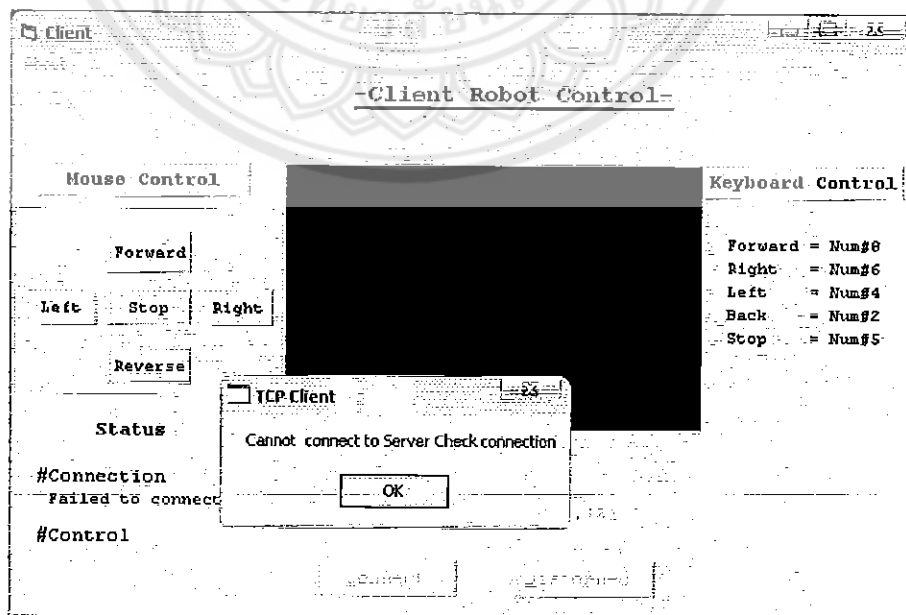 Client
-Client Robot Control-
Mouse Control
Keyboard Control
Forward
Left Stop Right
Reverse
Forward = Num#8
Right = Num#6
Left = Num#4
Back = Num#2
Stop = Num#5
TCP Client
Cannot connect to Server Check connection
OK
Status
#Connection
Failed to connect
#Control